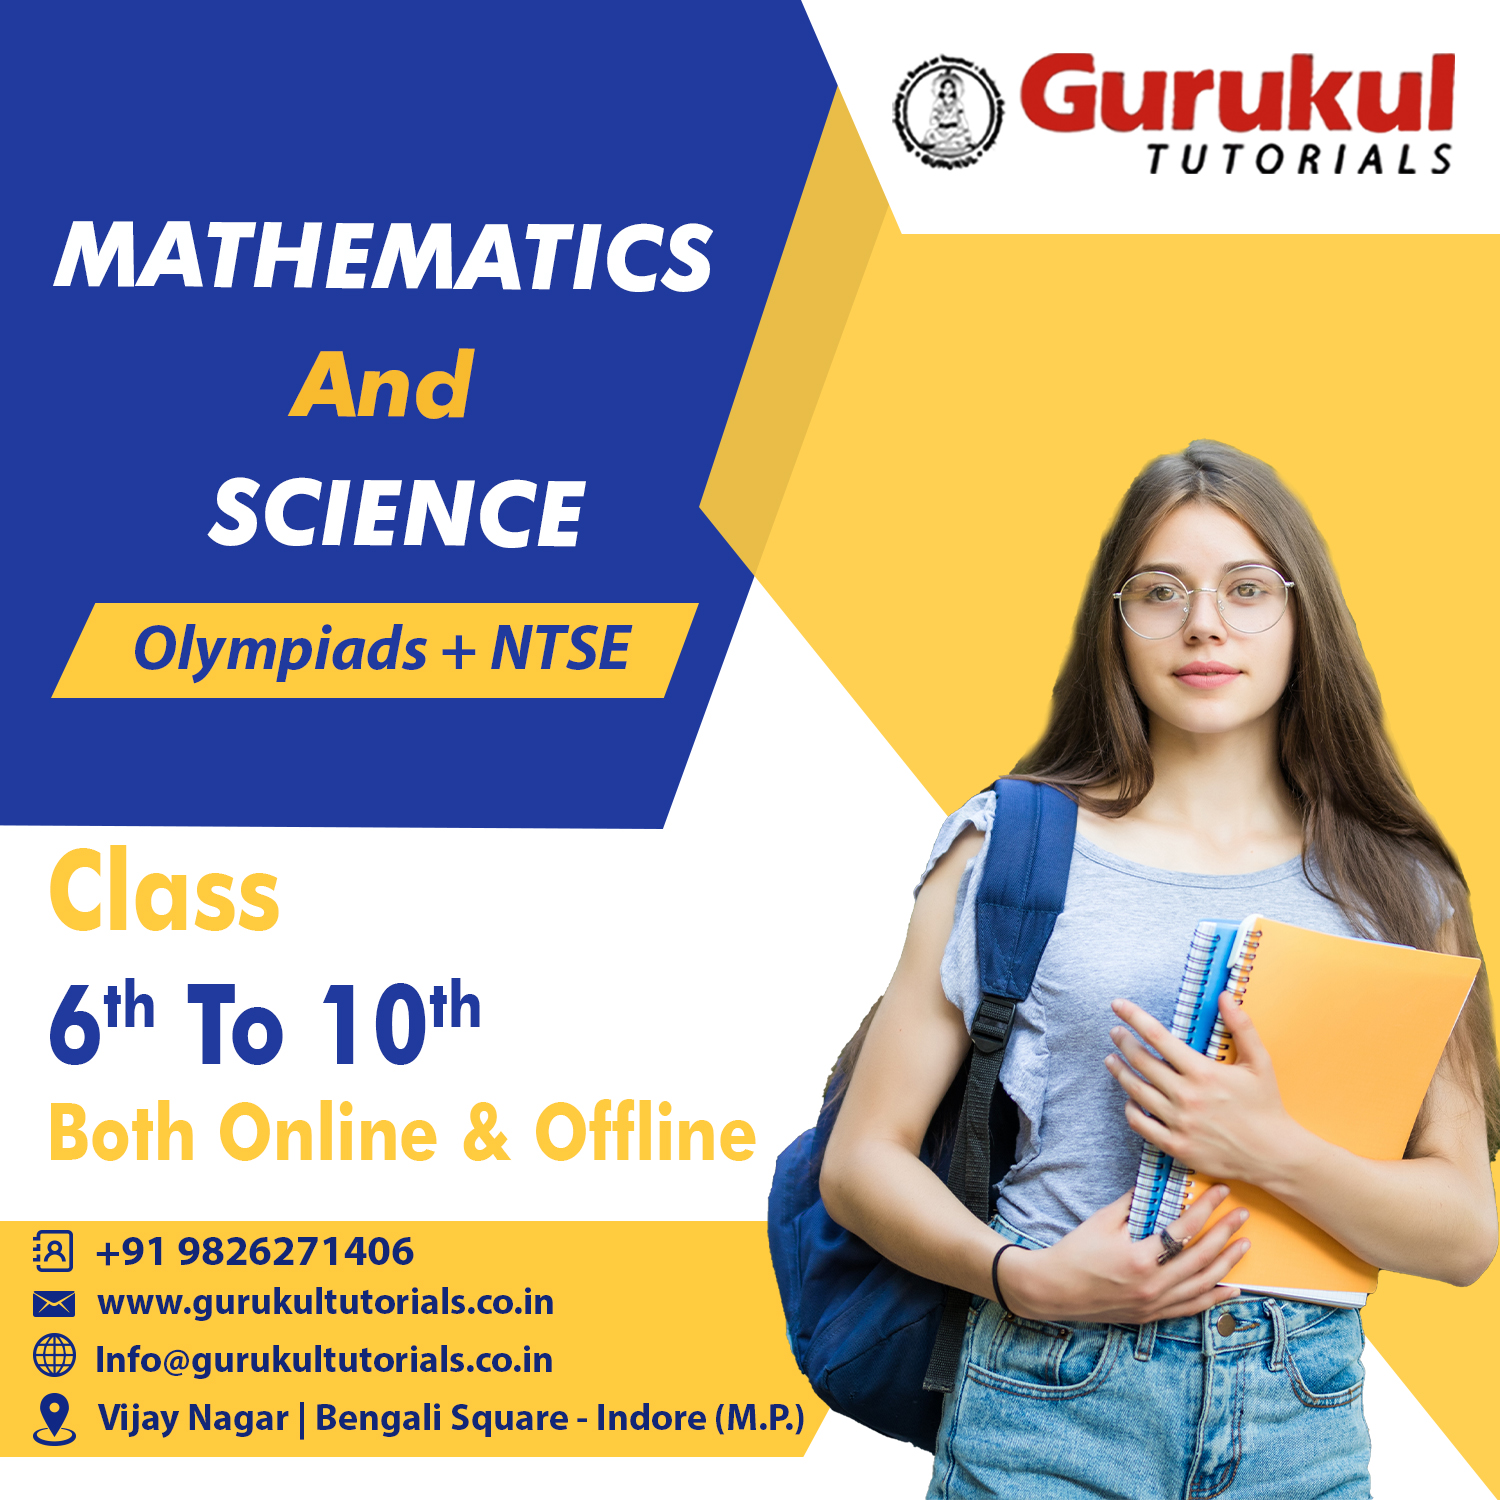 Gurukul
TUTORIALS
MATHEMATICS
And
SCIENCE
Olympiads + NTSE
Class
6th To 10th
Both Online & Offline
+91 9826271406
www.gurukultutorials.co.in
Info@gurukultutorials.co.in
Vijay Nagar | Bengali Square - Indore (M.P.)